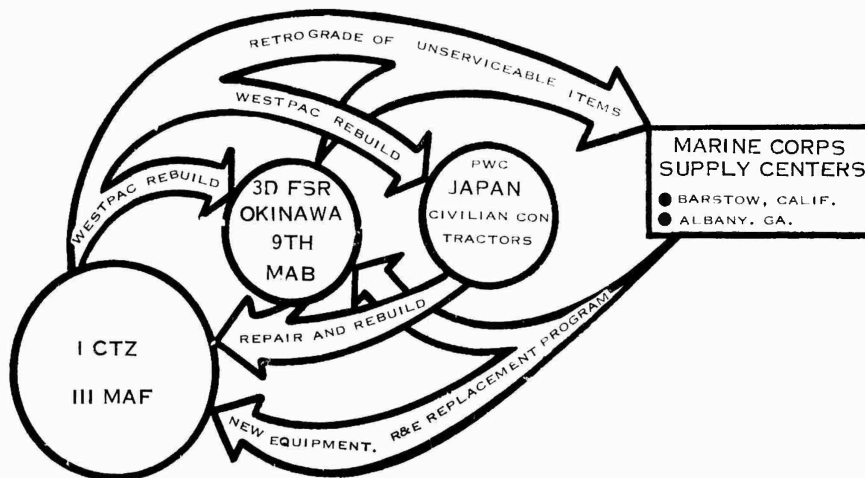 RETROGRADE OF UNSERVICEABLE ITEMS
WESTPAC REBUILD
WESTPAC REBUILD
3D FSR
OKINAWA
9TH
MAB
PWC
JAPAN
CIVILIAN CON
TRACTORS
MARINE CORPS
SUPPLY CENTERS
● BARSTOW, CALIF.
● ALBANY. GA.
REPAIR AND REBUILD
I CTZ
III MAF
NEW EQUIPMENT. R&E REPLACEMENT PROGRAM